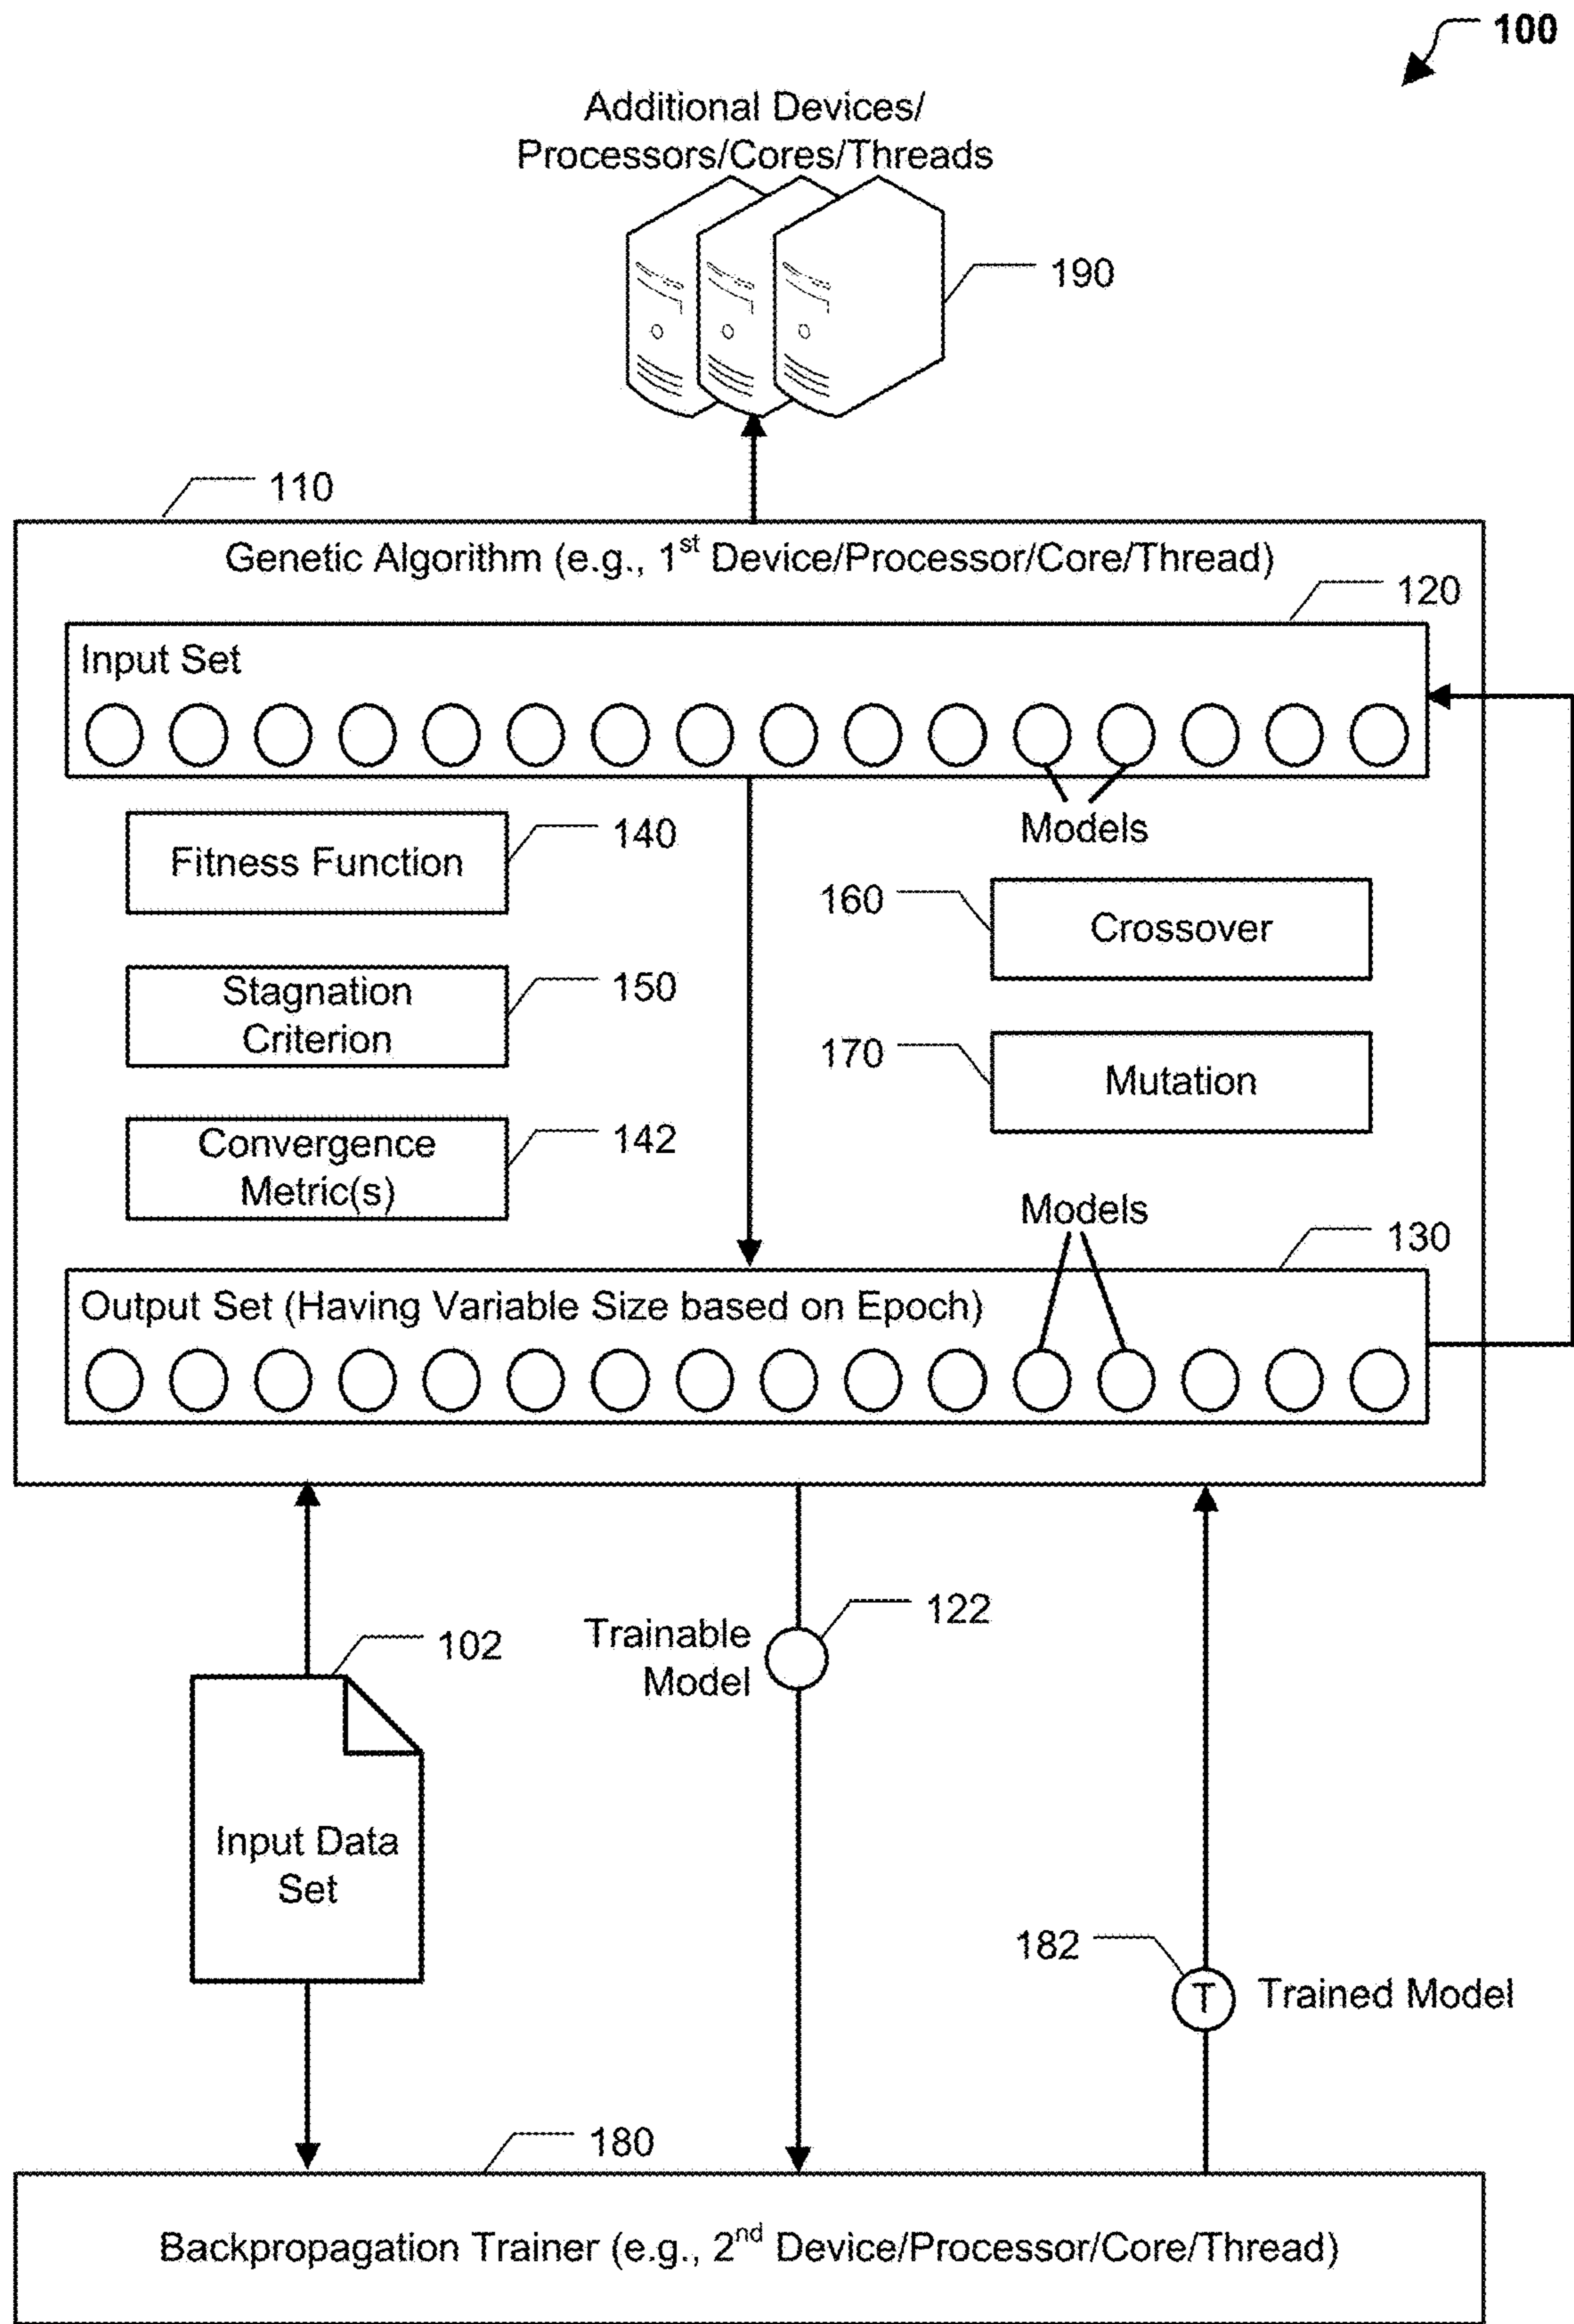 100
Additional Devices/
Processors/Cores/Threads
190
110
Genetic Algorithm (e.g., 1st Device/Processor/Core/Thread)
120
Input Set
Models
Fitness Function
140
160
Crossover
Stagnation
Criterion
150
170
Mutation
Convergence
Metric(s)
142
Models
130
Output Set (Having Variable Size based on Epoch)
102
Input Data
Set
Trainable
Model
122
182
T
Trained Model
180
Backpropagation Trainer (e.g., 2nd Device/Processor/Core/Thread)